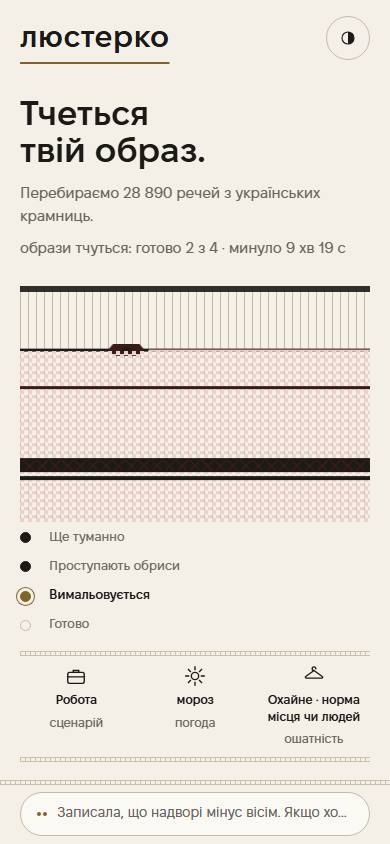 люстерко
Тчеться
твій образ.
Перебираємо 28 890 речей з українських
крамниць.
образи тчуться: готово 2 з 4 · минуло 9 хв 19 с
Ще туманно
Проступають обриси
Вимальовується
Готово
Робота
сценарій
мороз
погода
Охайне · норма
місця чи людей
ошатність
Записала, що надворі мінус вісім. Якщо хо...